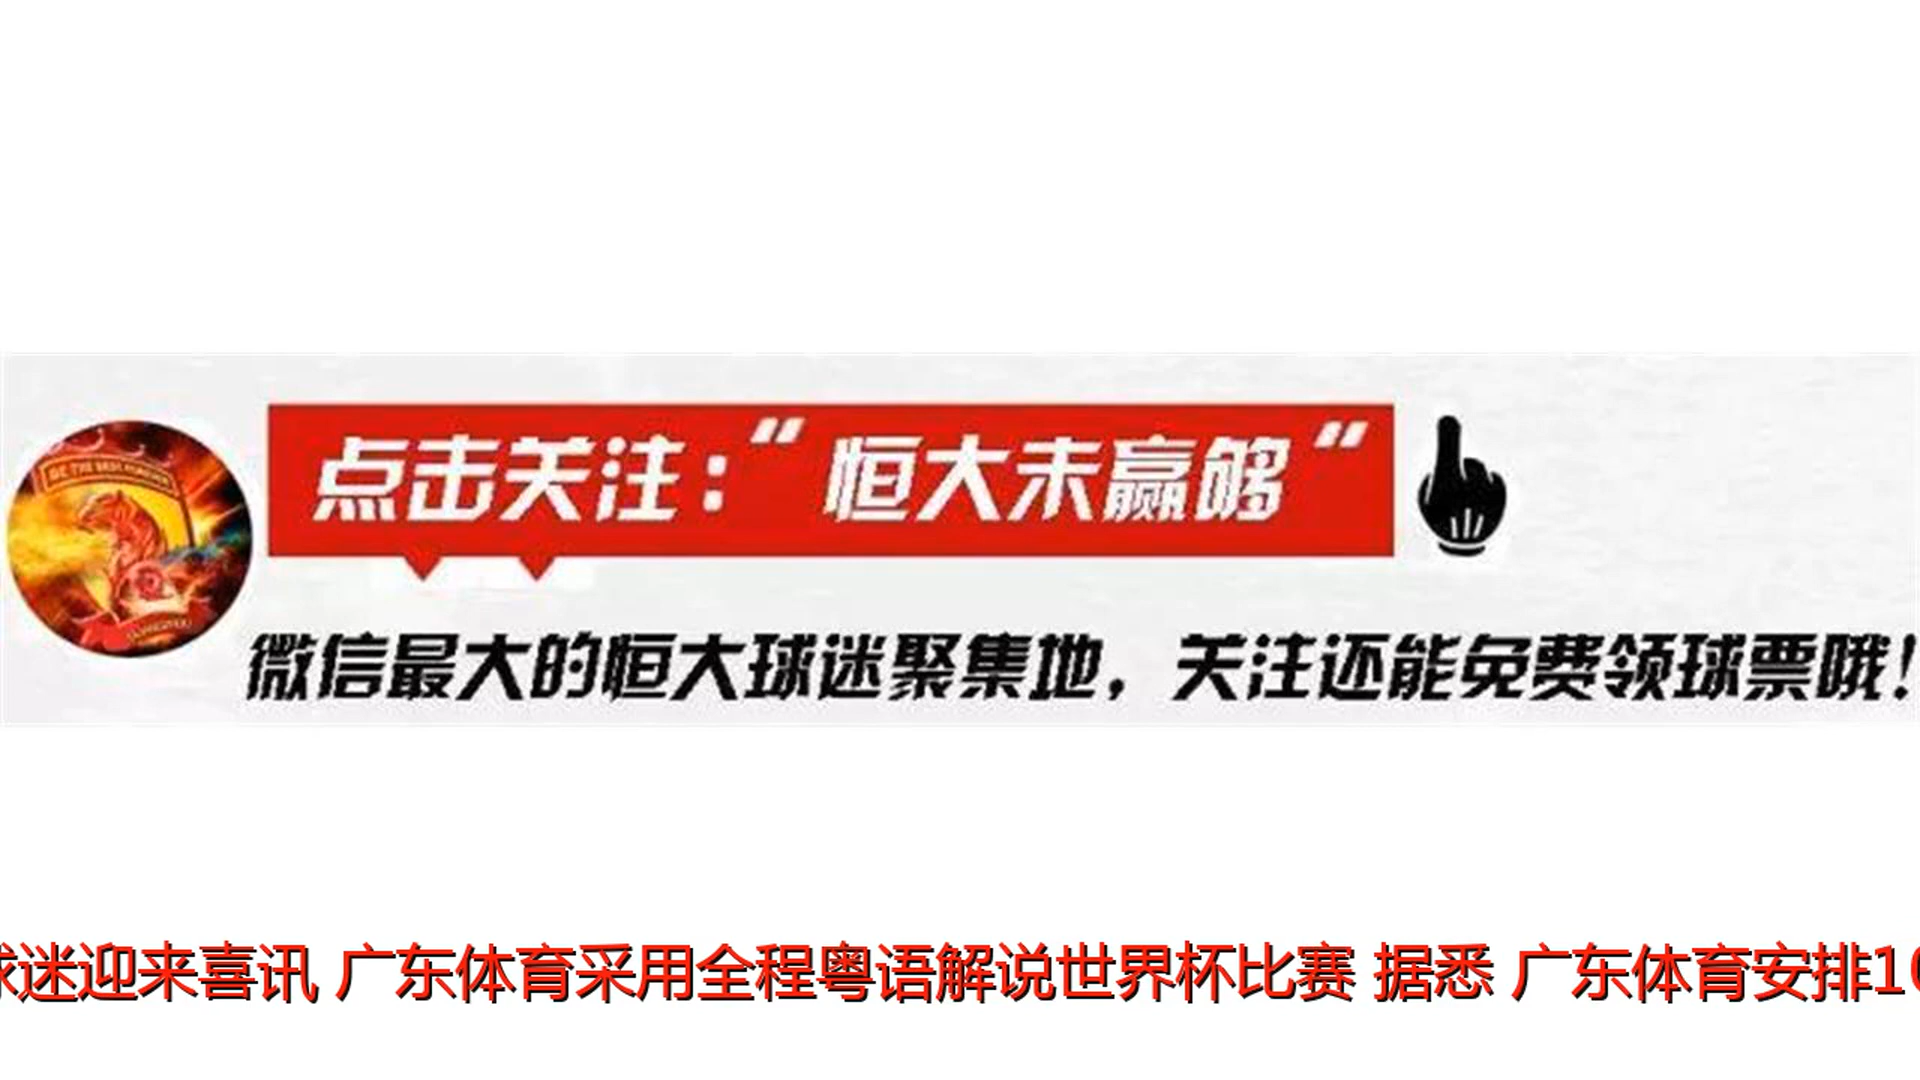 点击关注：“恒大未赢够“
微信最大的恒大球迷聚集地，关注还能免费领球票哦！
球迷迎来喜讯 广东体育采用全程粤语解说世界杯比赛 据悉 广东体育安排10